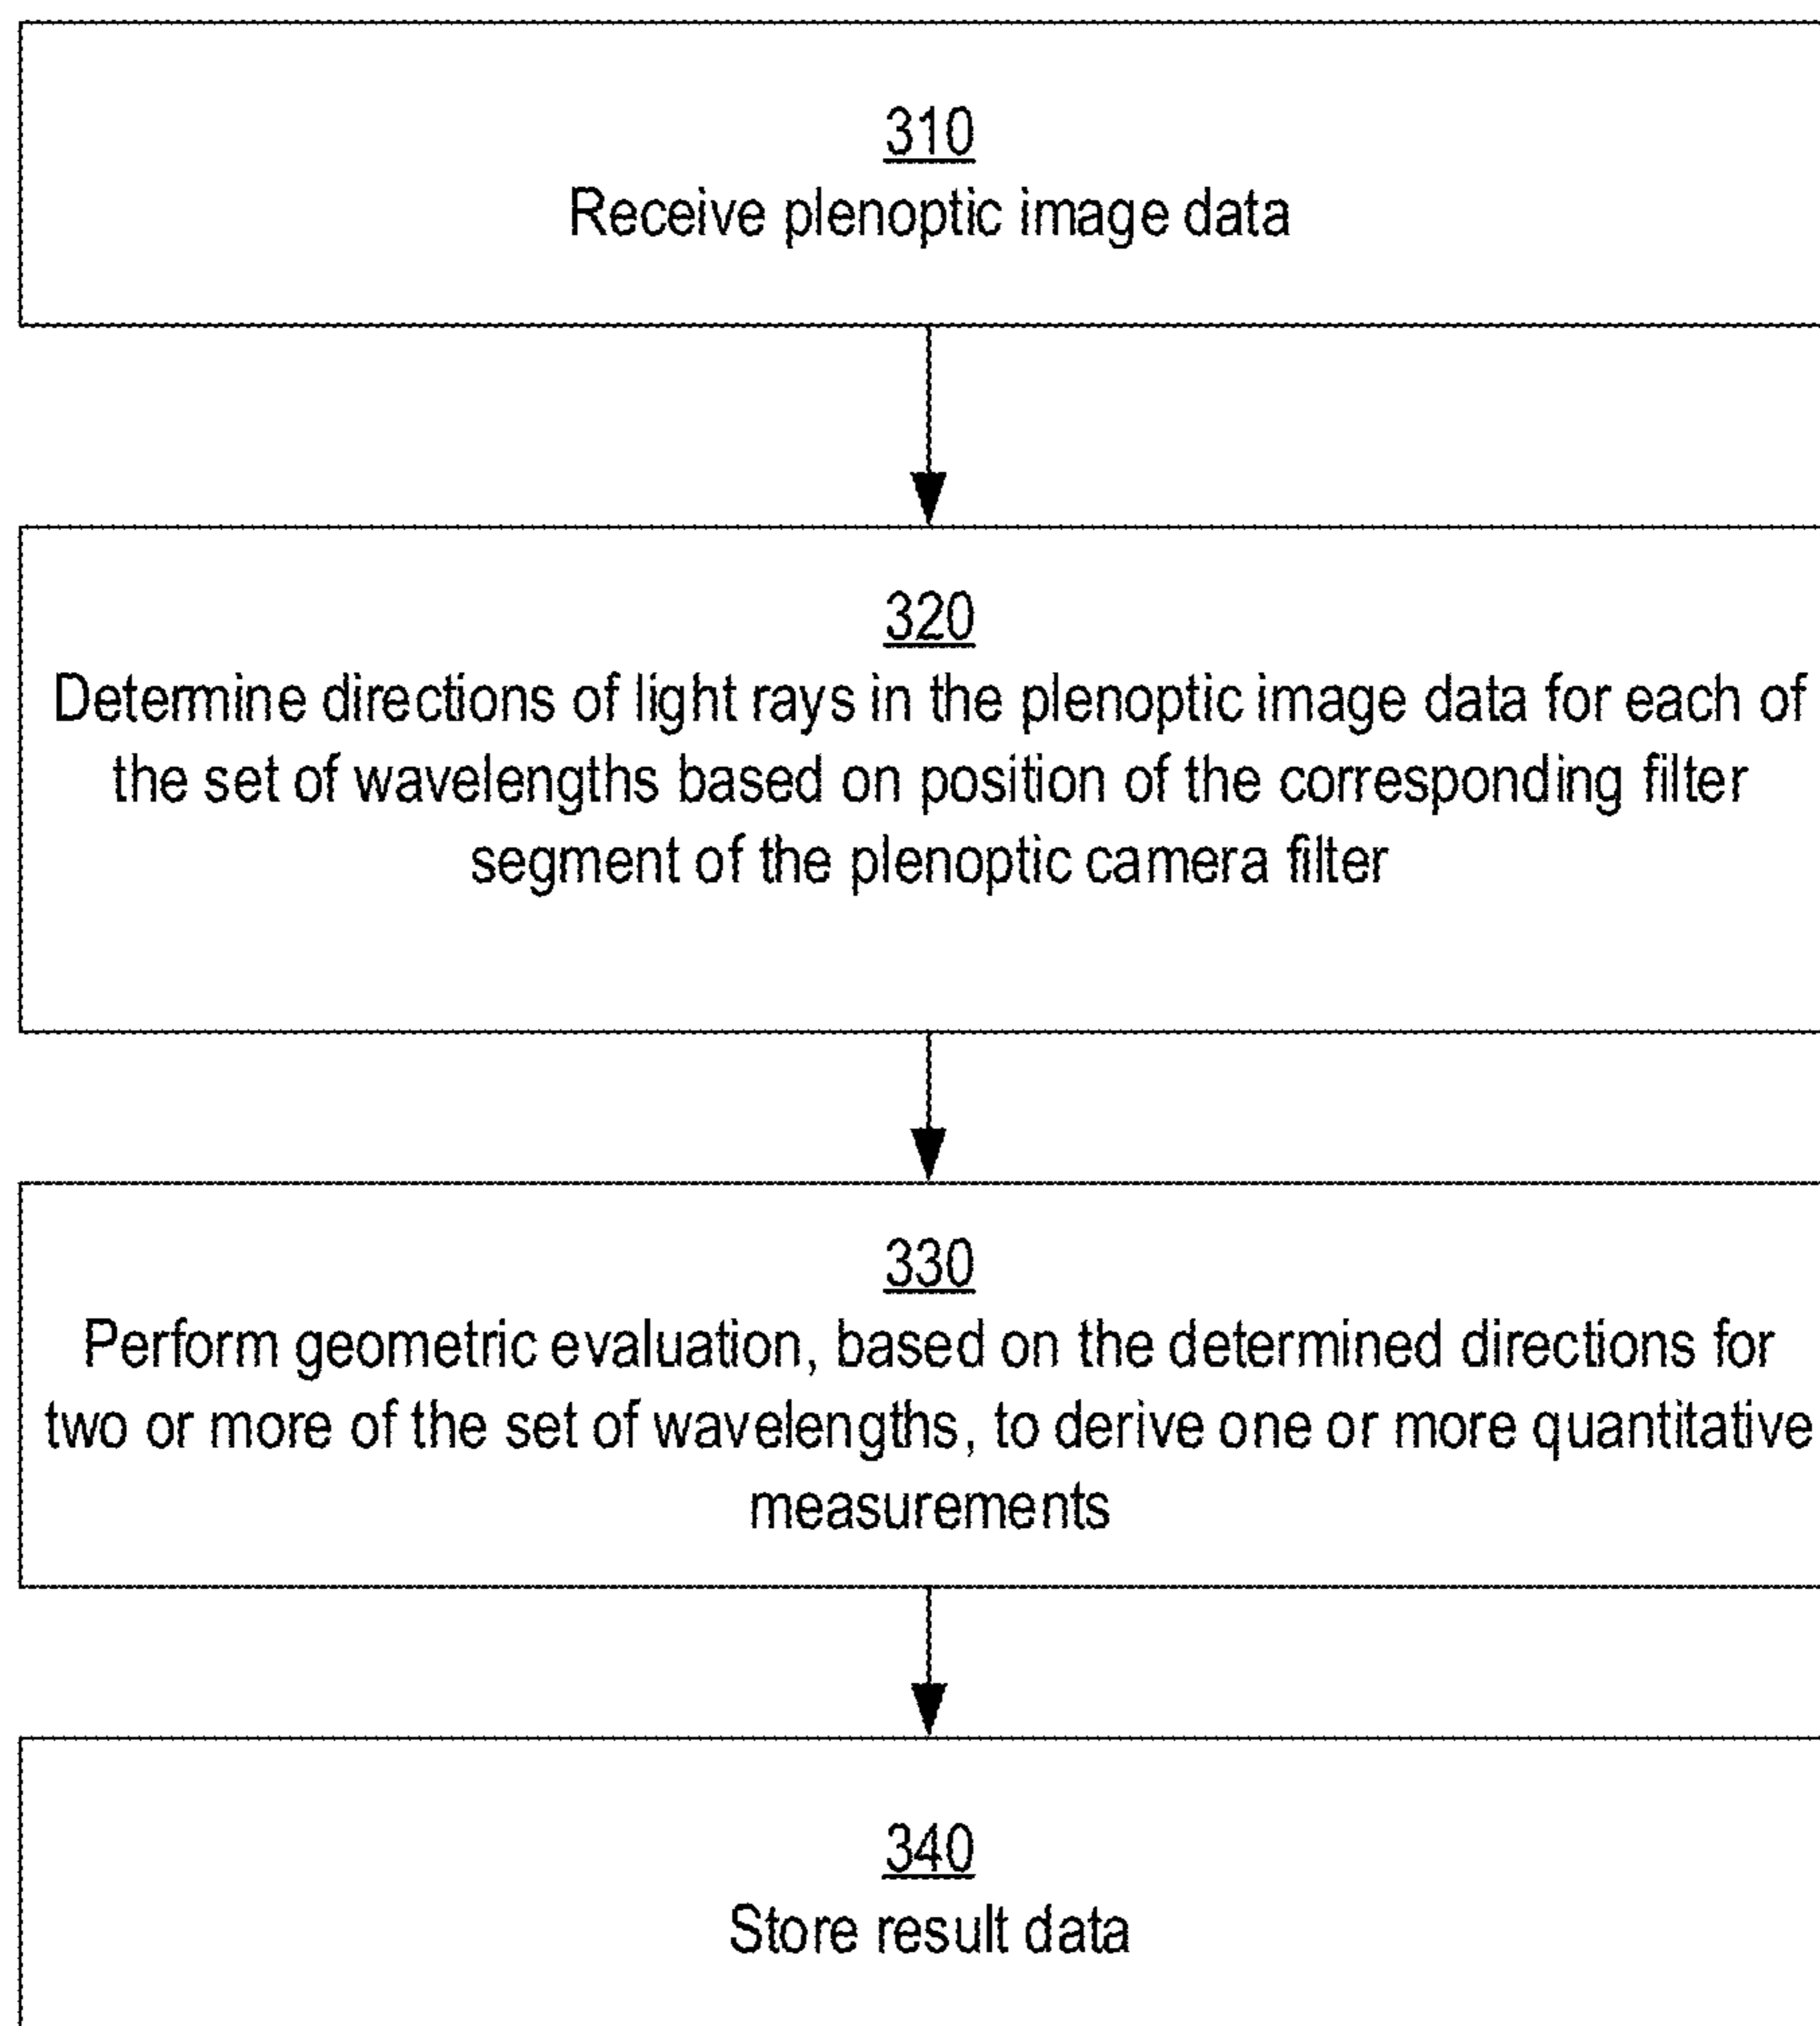 310
Receive plenoptic image data
320
Determine directions of light rays in the plenoptic image data for each of
the set of wavelengths based on position of the corresponding filter
segment of the plenoptic camera filter
330
Perform geometric evaluation, based on the determined directions for
two or more of the set of wavelengths, to derive one or more quantitative
measurements
340
Store result data